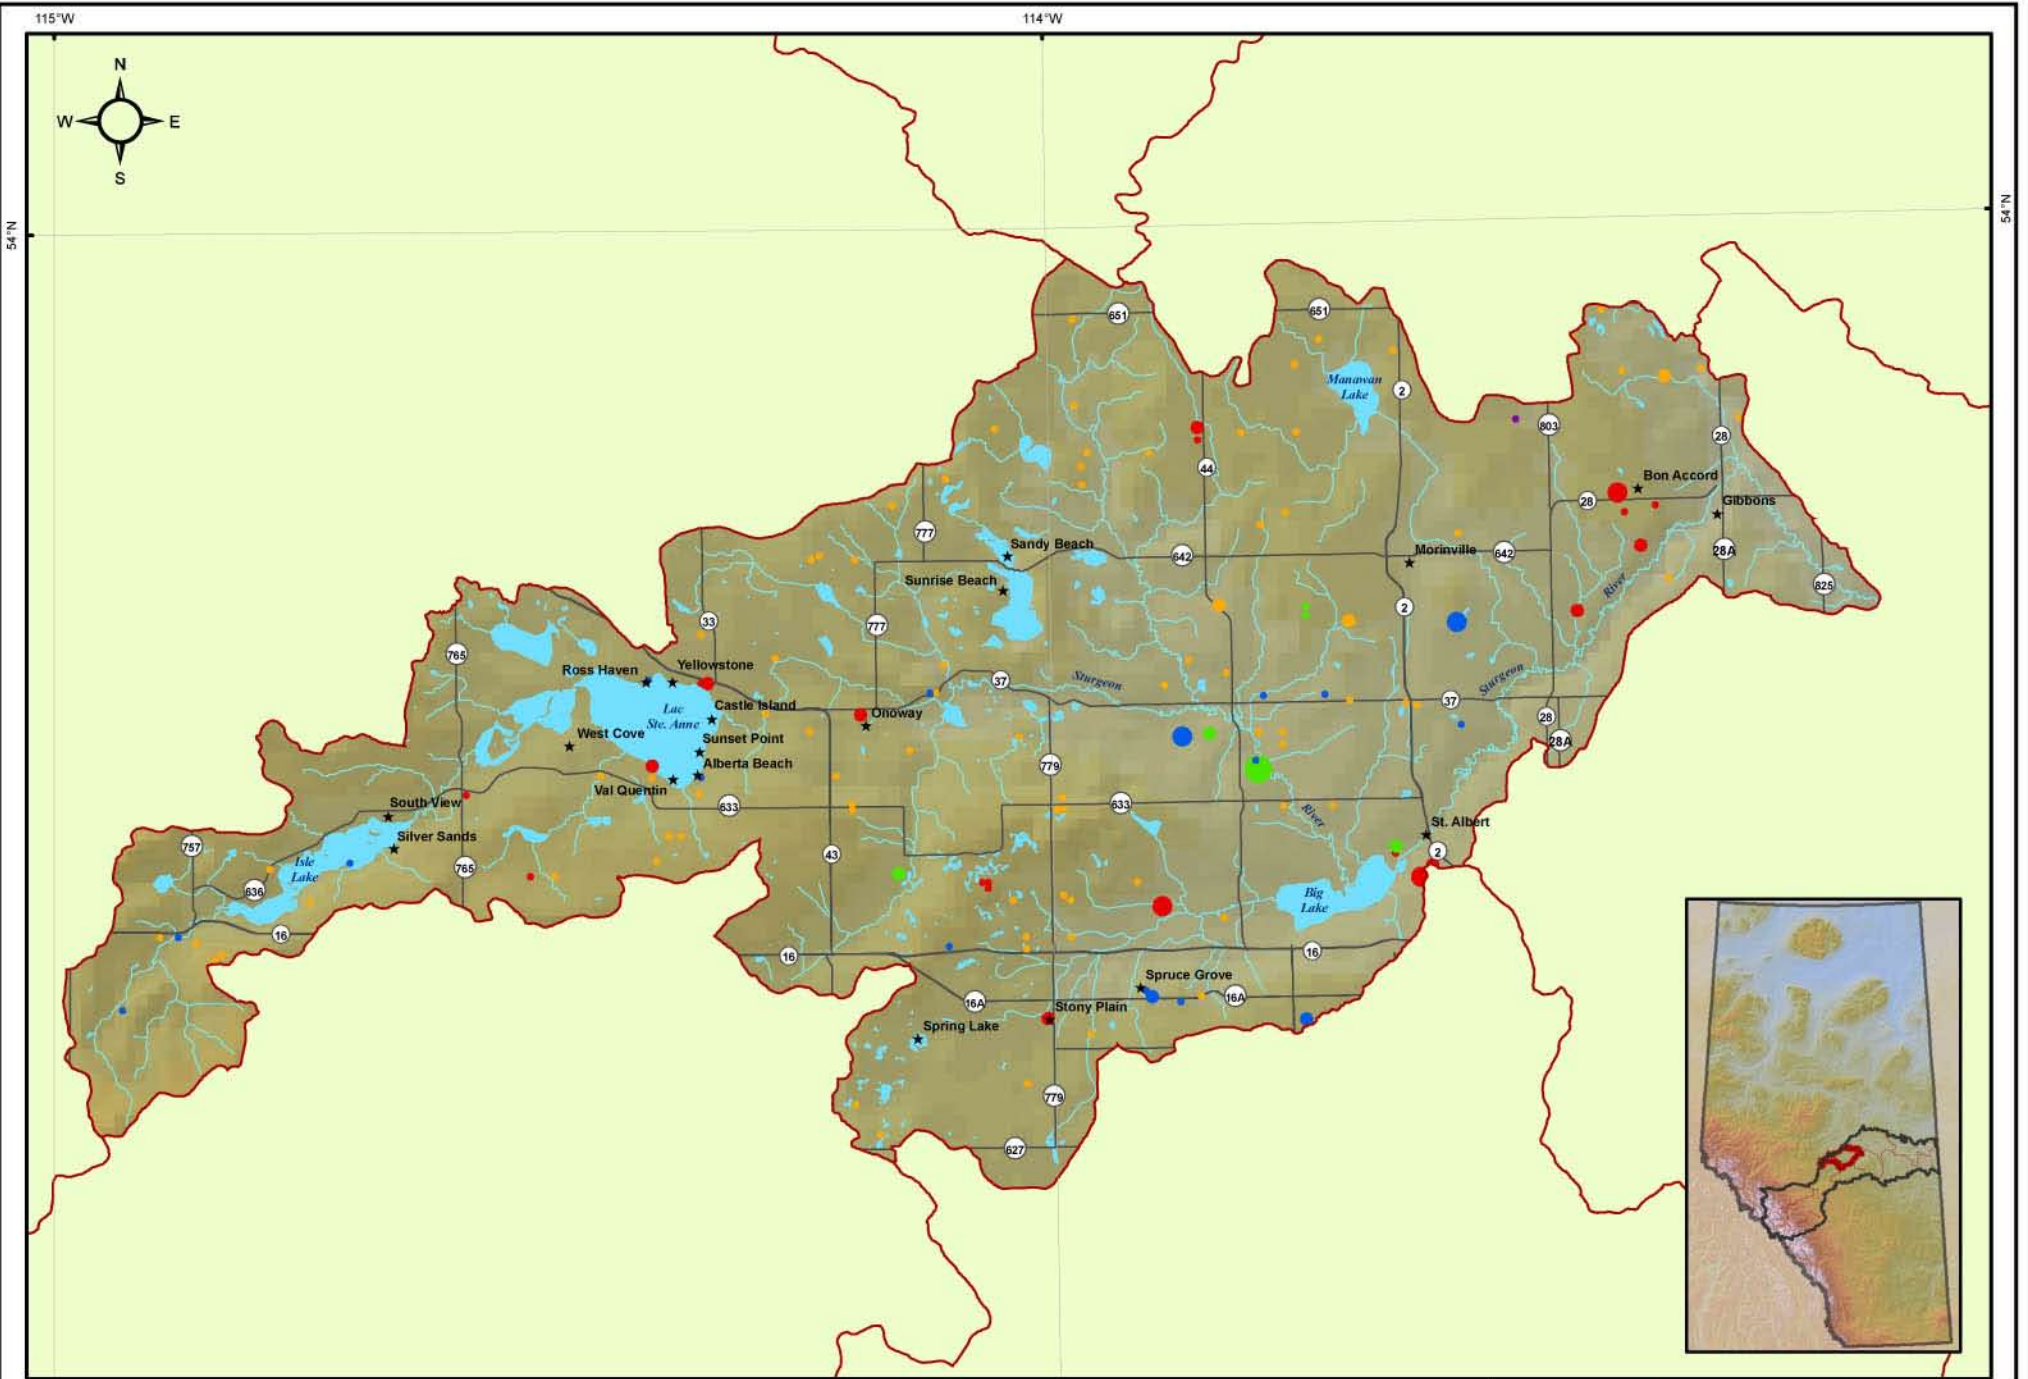 115°W
114°W
N
W
E
S
54°N
54°N
651
651
Manawan
Lake
2
803
28
44
Bon Accord
28
Gibbons
777
Sandy Beach
642
Morinville
642
28A
Sunrise Beach
825
River
33
777
2
765
Ross Haven
Yellowstone
Sturgeon
Sturgeon
37
37
Castle Island
Lac
Ste. Anne
Onoway
28
West Cove
Sunset Point
28A
Alberta Beach
779
Val Quentin
South View
633
633
River
St. Albert
Silver Sands
757
43
2
Isle
Lake
765
636
Big
Lake
16
16
16
Spruce Grove
16A
16A
Stony Plain
Spring Lake
779
627